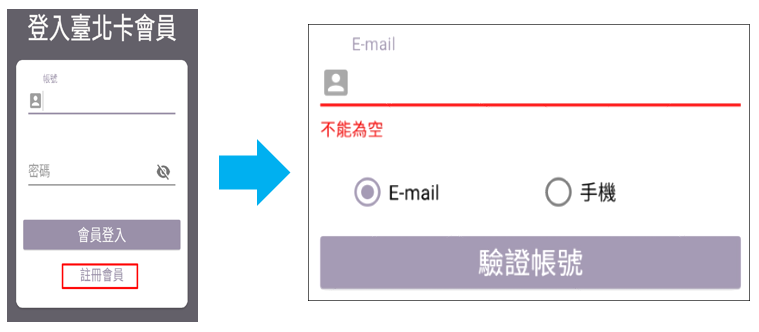 登入臺北卡會員
帳號
密碼
會員登入
註冊會員
E-mail
不能為空
E-mail
手機
驗證帳號